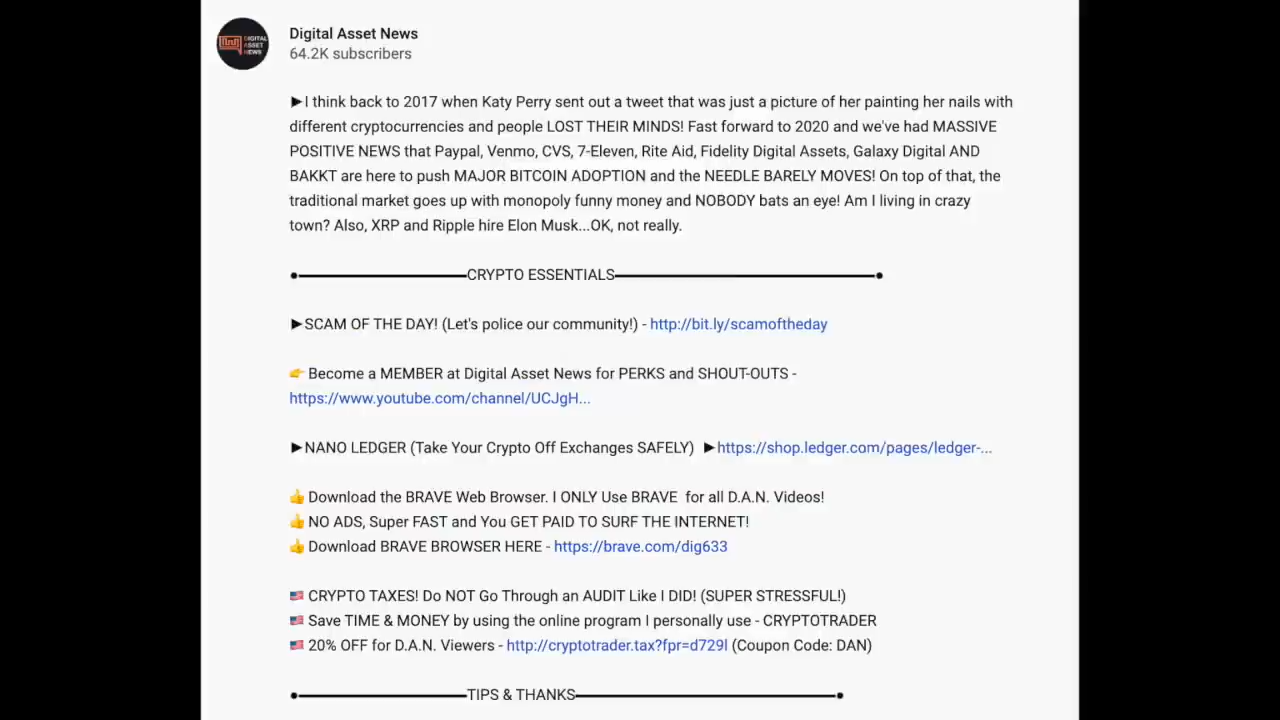 DIGITAL
ASSET
NEWS
Digital Asset News
64.2K subscribers
►I think back to 2017 when Katy Perry sent out a tweet that was just a picture of her painting her nails with
different cryptocurrencies and people LOST THEIR MINDS! Fast forward to 2020 and we've had MASSIVE
POSITIVE NEWS that Paypal, Venmo, CVS, 7-Eleven, Rite Aid, Fidelity Digital Assets, Galaxy Digital AND
BAKKT are here to push MAJOR BITCOIN ADOPTION and the NEEDLE BARELY MOVES! On top of that, the
traditional market goes up with monopoly funny money and NOBODY bats an eye! Am I living in crazy
town? Also, XRP and Ripple hire Elon Musk...OK, not really.
CRYPTO ESSENTIALS
►SCAM OF THE DAY! (Let's police our community!) - http://bit.ly/scamoftheday
👉 Become a MEMBER at Digital Asset News for PERKS and SHOUT-OUTS -
https://www.youtube.com/channel/UCJgH...
►NANO LEDGER (Take Your Crypto Off Exchanges SAFELY) ►https://shop.ledger.com/pages/ledger-...
👍 Download the BRAVE Web Browser. I ONLY Use BRAVE for all D.A.N. Videos!
👍 NO ADS, Super FAST and You GET PAID TO SURF THE INTERNET!
👍 Download BRAVE BROWSER HERE - https://brave.com/dig633
🇺🇸 CRYPTO TAXES! Do NOT Go Through an AUDIT Like I DID! (SUPER STRESSFUL!)
🇺🇸 Save TIME & MONEY by using the online program I personally use - CRYPTOTRADER
🇺🇸 20% OFF for D.A.N. Viewers - http://cryptotrader.tax?fpr=d729l (Coupon Code: DAN)
TIPS & THANKS